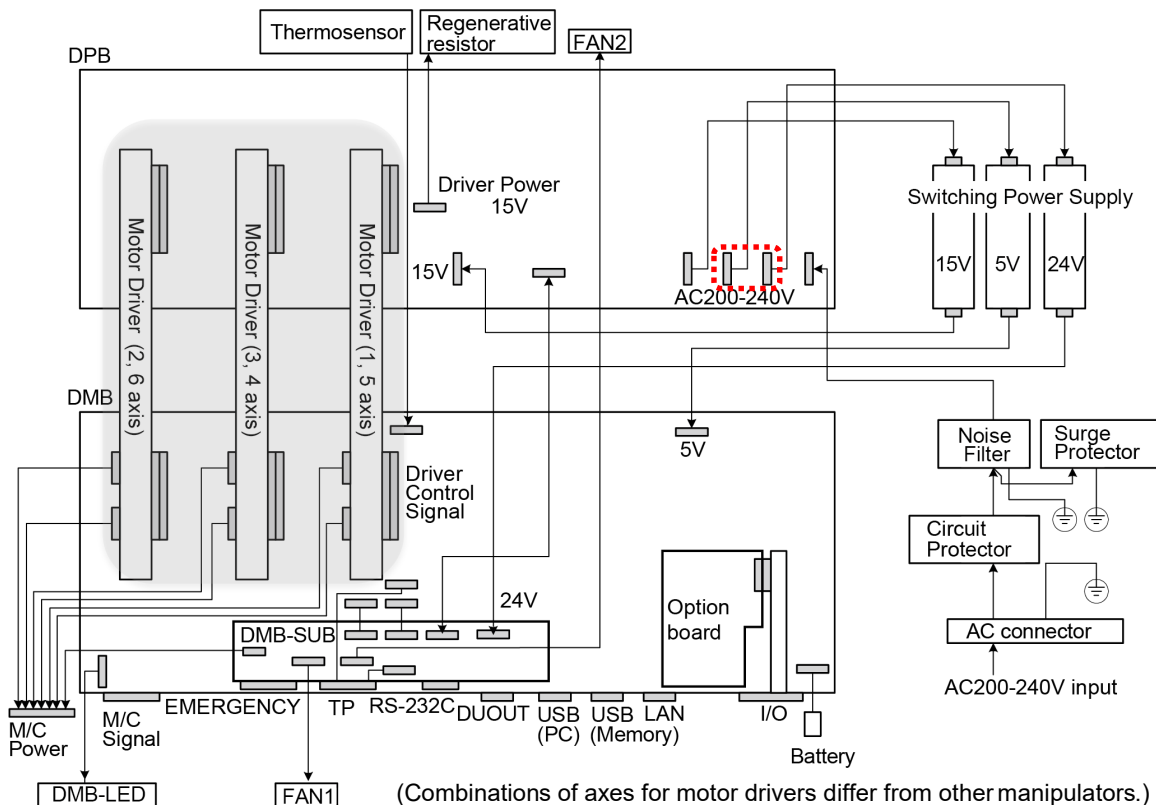 Thermosensor
Regenerative
resistor
FAN2
DPB
Driver Power
15V
Switching Power Supply
15V
AC200-240V
15V
5V
24V
Motor Driver (2, 6 axis)
Motor Driver (3, 4 axis)
Motor Driver (1, 5 axis)
DMB
5V
Noise
Filter
Surge
Protector
Driver
Control
Signal
Circuit
Protector
24V
Option
board
DMB-SUB
AC connector
AC200-240V input
EMERGENCY
TP
RS-232C
DUOUT
USB
(PC)
USB
(Memory)
LAN
I/O
M/C
Power
M/C
Signal
Battery
DMB-LED
FAN1
(Combinations of axes for motor drivers differ from other manipulators.)